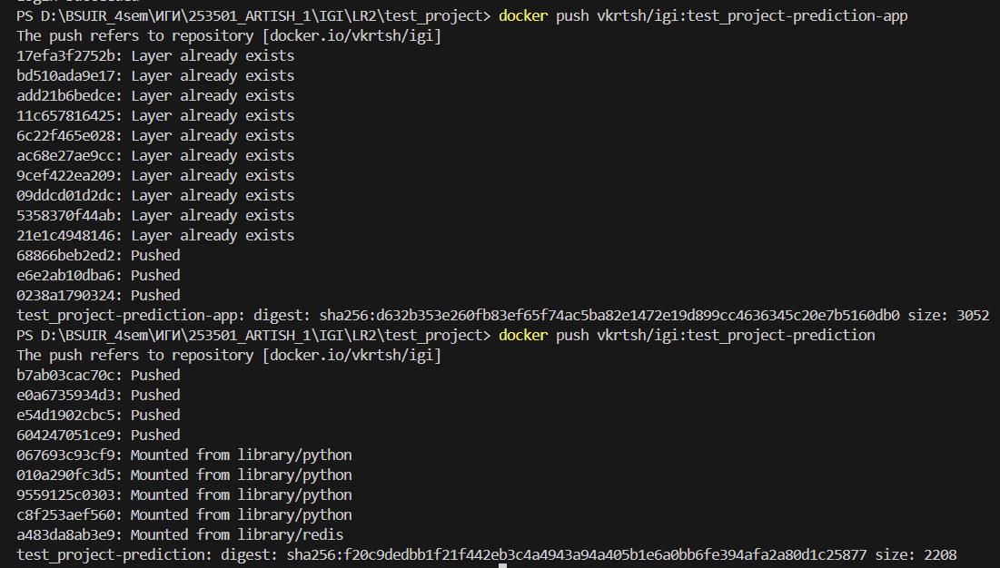 PS D:\BSUIR_4sem\ИГИ\253501_ARTISH_1\IGI\LR2\test_project> docker push vkrtsh/igi:test_project-prediction-app
The push refers to repository [docker.io/vkrtsh/igi]
17efa3f2752b: Layer already exists
bd510ada9e17: Layer already exists
add21b6bedce: Layer already exists
11c657816425: Layer already exists
6c22f465e028: Layer already exists
ac68e27ae9cc: Layer already exists
9cef422ea209: Layer already exists
09ddcd01d2dc: Layer already exists
5358370f44ab: Layer already exists
21e1c4948146: Layer already exists
68866beb2ed2: Pushed
e6e2ab10dba6: Pushed
0238a1790324: Pushed
test_project-prediction-app: digest: sha256:d632b353e260fb83ef65f74ac5ba82e1472e19d899cc4636345c20e7b5160db0 size: 3052
PS D:\BSUIR_4sem\ИГИ\253501_ARTISH_1\IGI\LR2\test_project> docker push vkrtsh/igi:test_project-prediction
The push refers to repository [docker.io/vkrtsh/igi]
b7ab03cac70c: Pushed
e0a6735934d3: Pushed
e54d1902cbc5: Pushed
604247051ce9: Pushed
067693c93cf9: Mounted from library/python
010a290fc3d5: Mounted from library/python
9559125c0303: Mounted from library/python
c8f253aef560: Mounted from library/python
a483da8ab3e9: Mounted from library/redis
test_project-prediction: digest: sha256:f20c9dedbb1f21f442eb3c4a4943a94a405b1e6a0bb6fe394afa2a80d1c25877 size: 2208